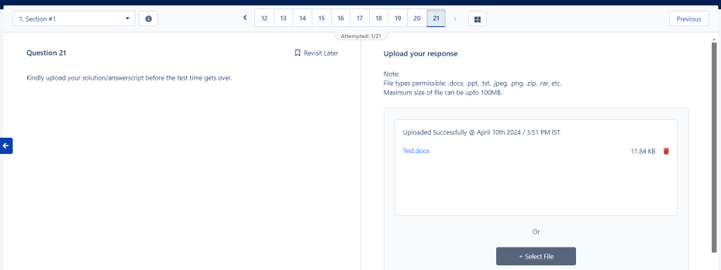 1. Section #1
12 13 14 15 16 17 18 19 20 21
Previous
Attempted: 1/21
Question 21
Revisit Later
Kindly upload your solution/answerscript before the test time gets over.
Upload your response
Note:
File types permissible: .docx, .ppt, .txt, .jpeg, .png, .zip, .rar, etc.
Maximum size of file can be upto 100MB.
Uploaded Successfully @ April 10th 2024 / 3:51 PM IST
Test.docx 11.84 KB
Or
+ Select File